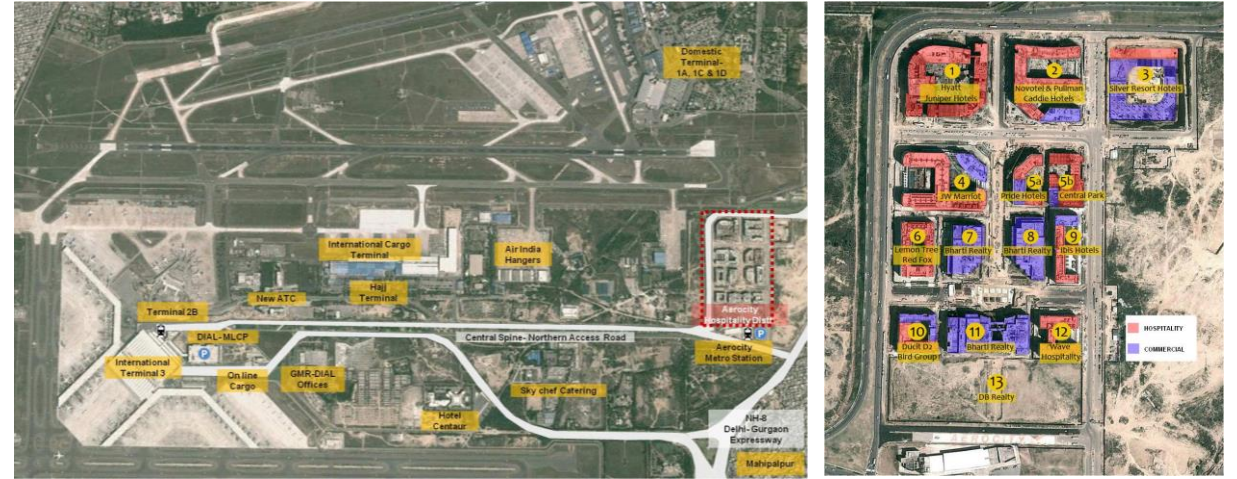 Domestic
Terminal-
1A, 1C & 1D
International Cargo
Terminal
Air India
Hangers
Hajj
Terminal
New ATC
Terminal 2B
Aerocity
Hospitality Distt
DIAL - MLCP
Central Spine- Northern Access Road
P
P
Aerocity
Metro Station
International
Terminal 3
On line
Cargo
GMR-DIAL
Offices
Sky chef Catering
Hotel
Centaur
NH-8
Delhi- Gurgaon
Expressway
Mahipalpur
1
Hyatt
Juniper Hotels
2
Novotel & Pullman
Caddie Hotels
3
Silver Resort Hotels
4
JW Marriot
5a
Pride Hotels
5b
Central Park
6
Lemon Tree
Red Fox
7
Bharti Realty
8
Bharti Realty
9
Ibis Hotels
10
Ducit D2
Bird Group
11
Bharti Realty
12
Wave
Hospitality
HOSPITALITY
COMMERCIAL
13
DB Realty
AEROCITY